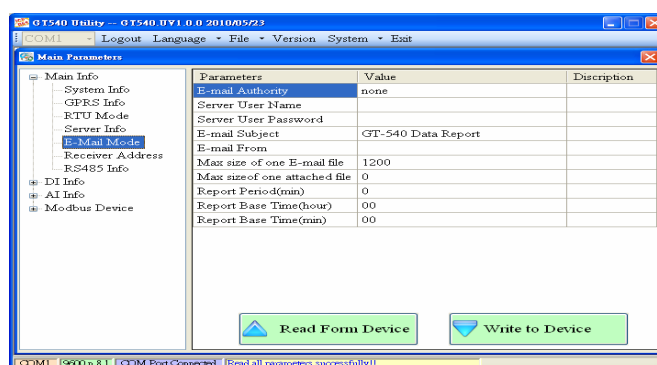 GT540 Utility -- GT540.UV1.0.0 2010/05/23
COM1 Logout Language File Version System Exit
Main Parameters
Main Info
System Info
GPRS Info
RTU Mode
Server Info
E-Mail Mode
Receiver Address
RS485 Info
DI Info
AI Info
Modbus Device
Parameters Value Discription
E-mail Authority none
Server User Name
Server User Password
E-mail Subject GT-540 Data Report
E-mail From
Max size of one E-mail file 1200
Max sizeof one attached file 0
Report Period(min) 0
Report Base Time(hour) 00
Report Base Time(min) 00
Read Form Device Write to Device
COM1 9600,n,8,1 COM Port Connected Read all parameters successfully!!